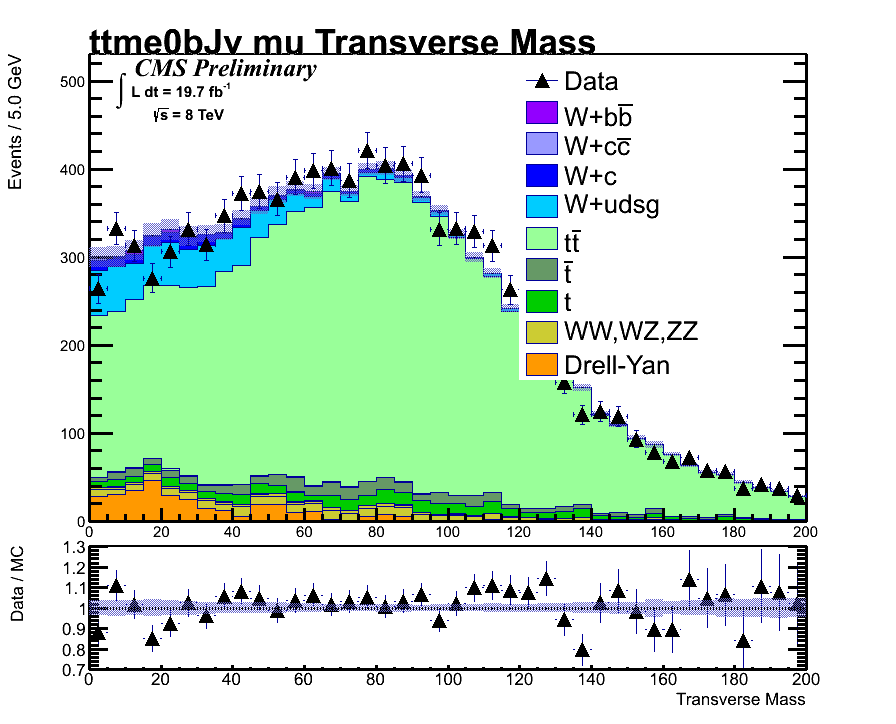 ttme0bJv mu Transverse Mass
Events / 5.0 GeV
CMS Preliminary
∫ L dt = 19.7 fb⁻¹
√s = 8 TeV
Data
W+bb̅
W+cc̅
W+c
W+udsg
tt̅
t̅
t
WW,WZ,ZZ
Drell-Yan
500
400
300
200
100
0
0 20 40 60 80 100 120 140 160 180 200
Data / MC
1.3
1.2
1.1
1
0.9
0.8
0.7
0 20 40 60 80 100 120 140 160 180 200
Transverse Mass